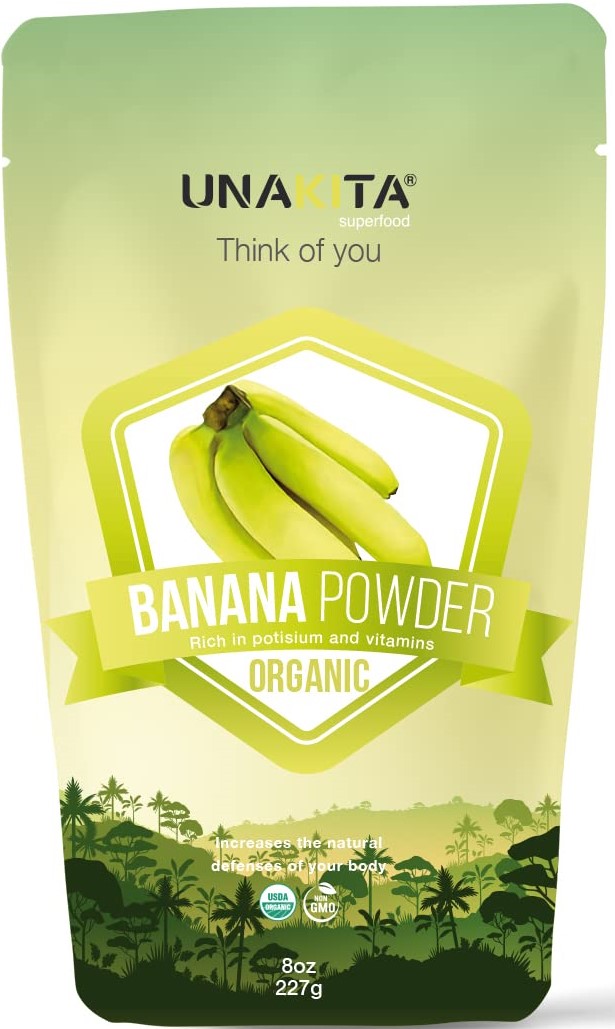 UNAKITA®
superfood
Think of you
BANANA POWDER
Rich in potisium and vitamins
ORGANIC
Increases the natural
defenses of your body
USDA
ORGANIC
NON
GMO
8oz
227g